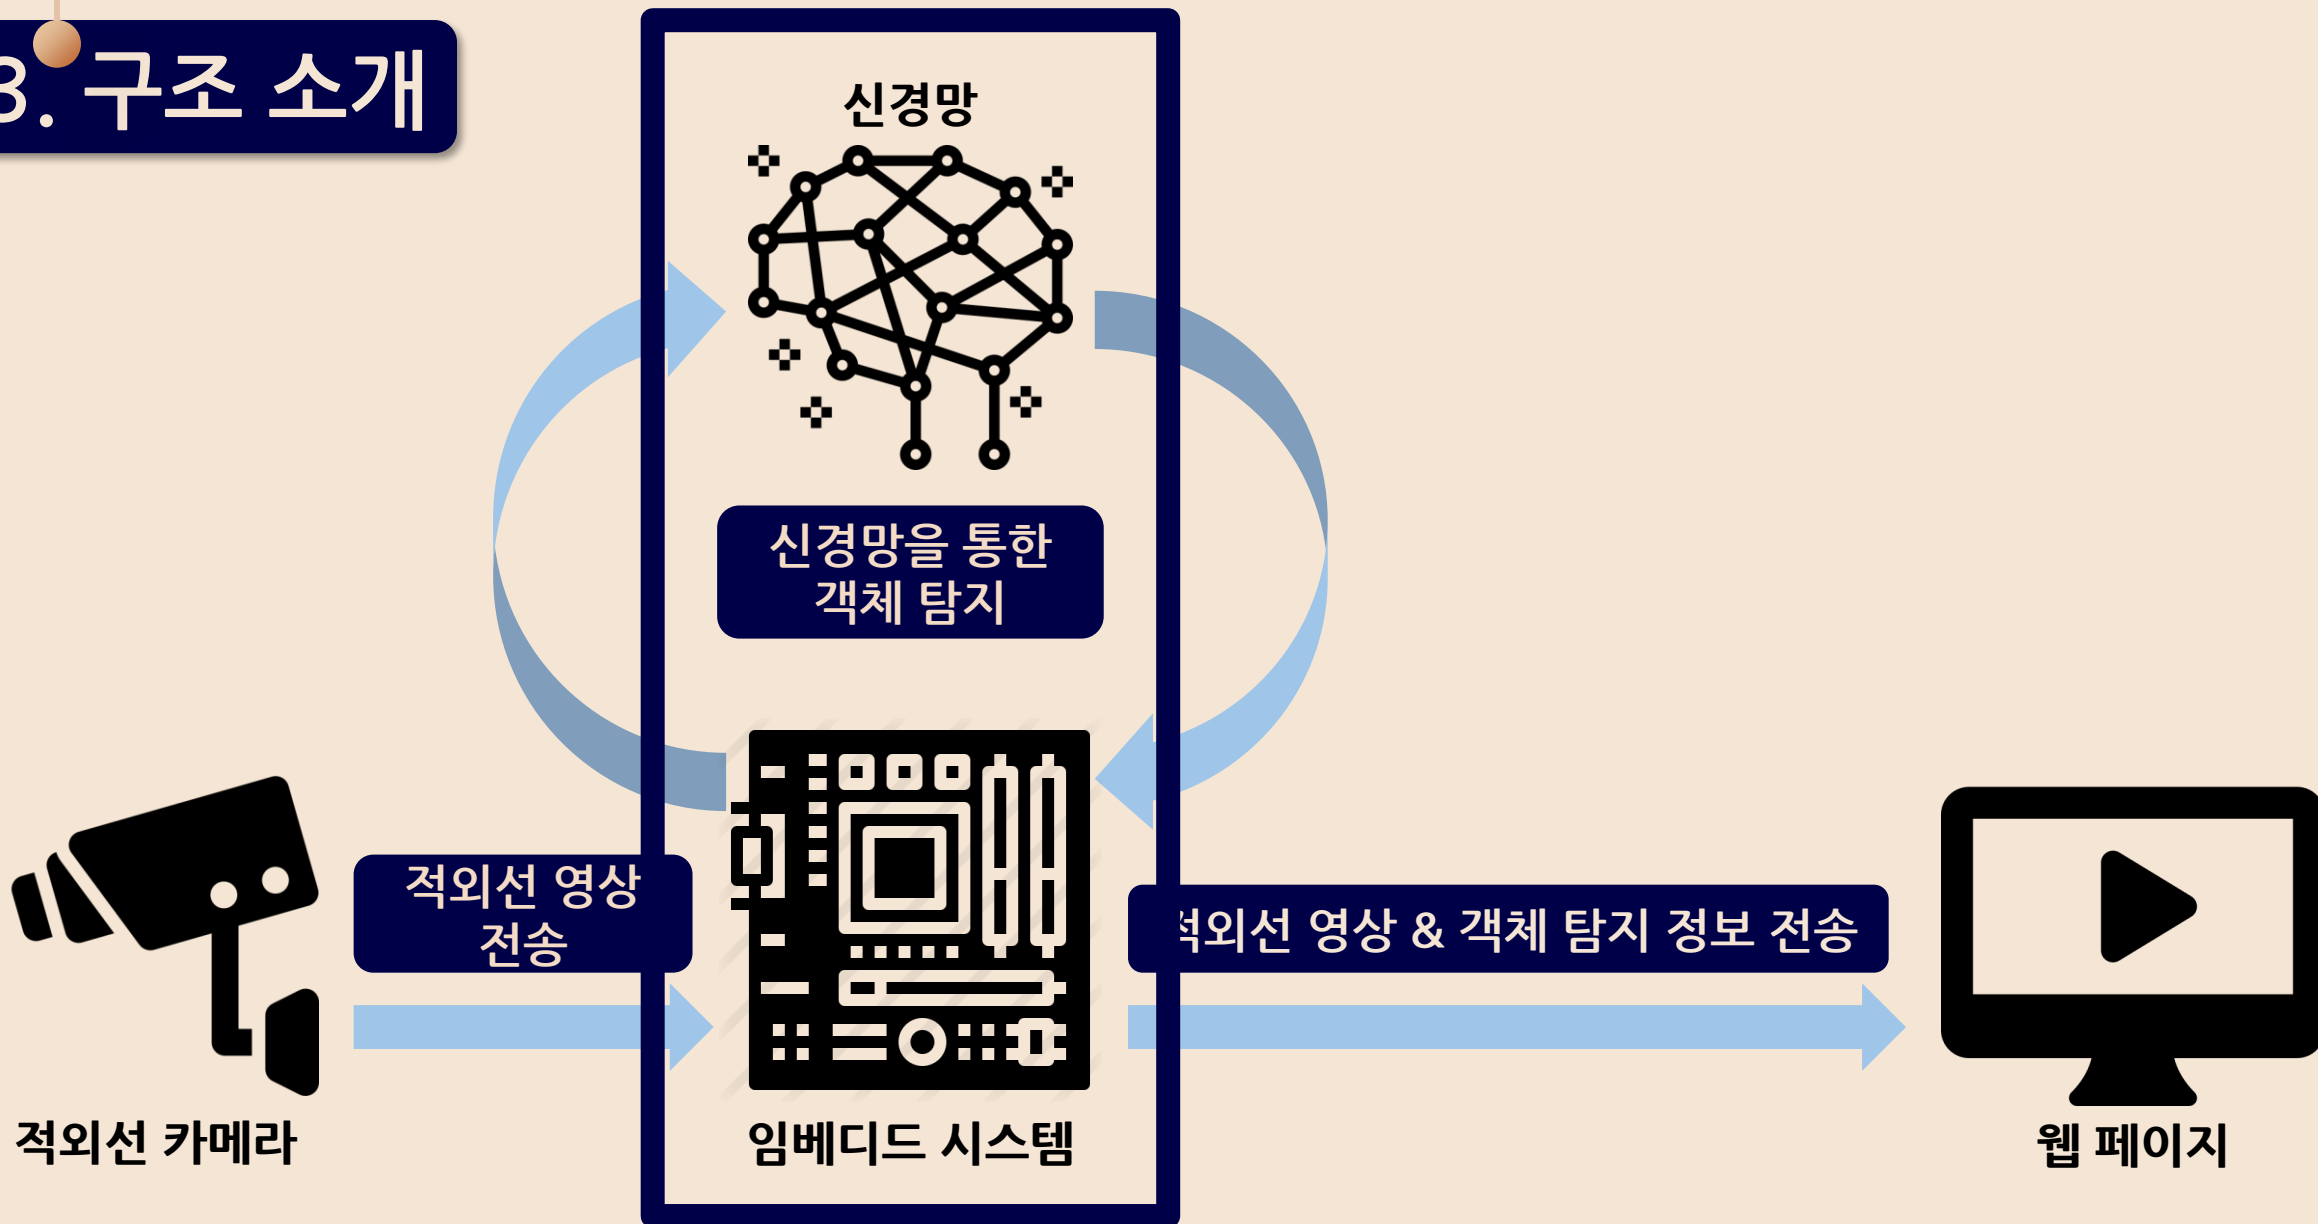 3. 구조 소개
신경망
신경망을 통한
객체 탐지
적외선 영상
전송
적외선 영상 & 객체 탐지 정보 전송
적외선 카메라
임베디드 시스템
웹 페이지